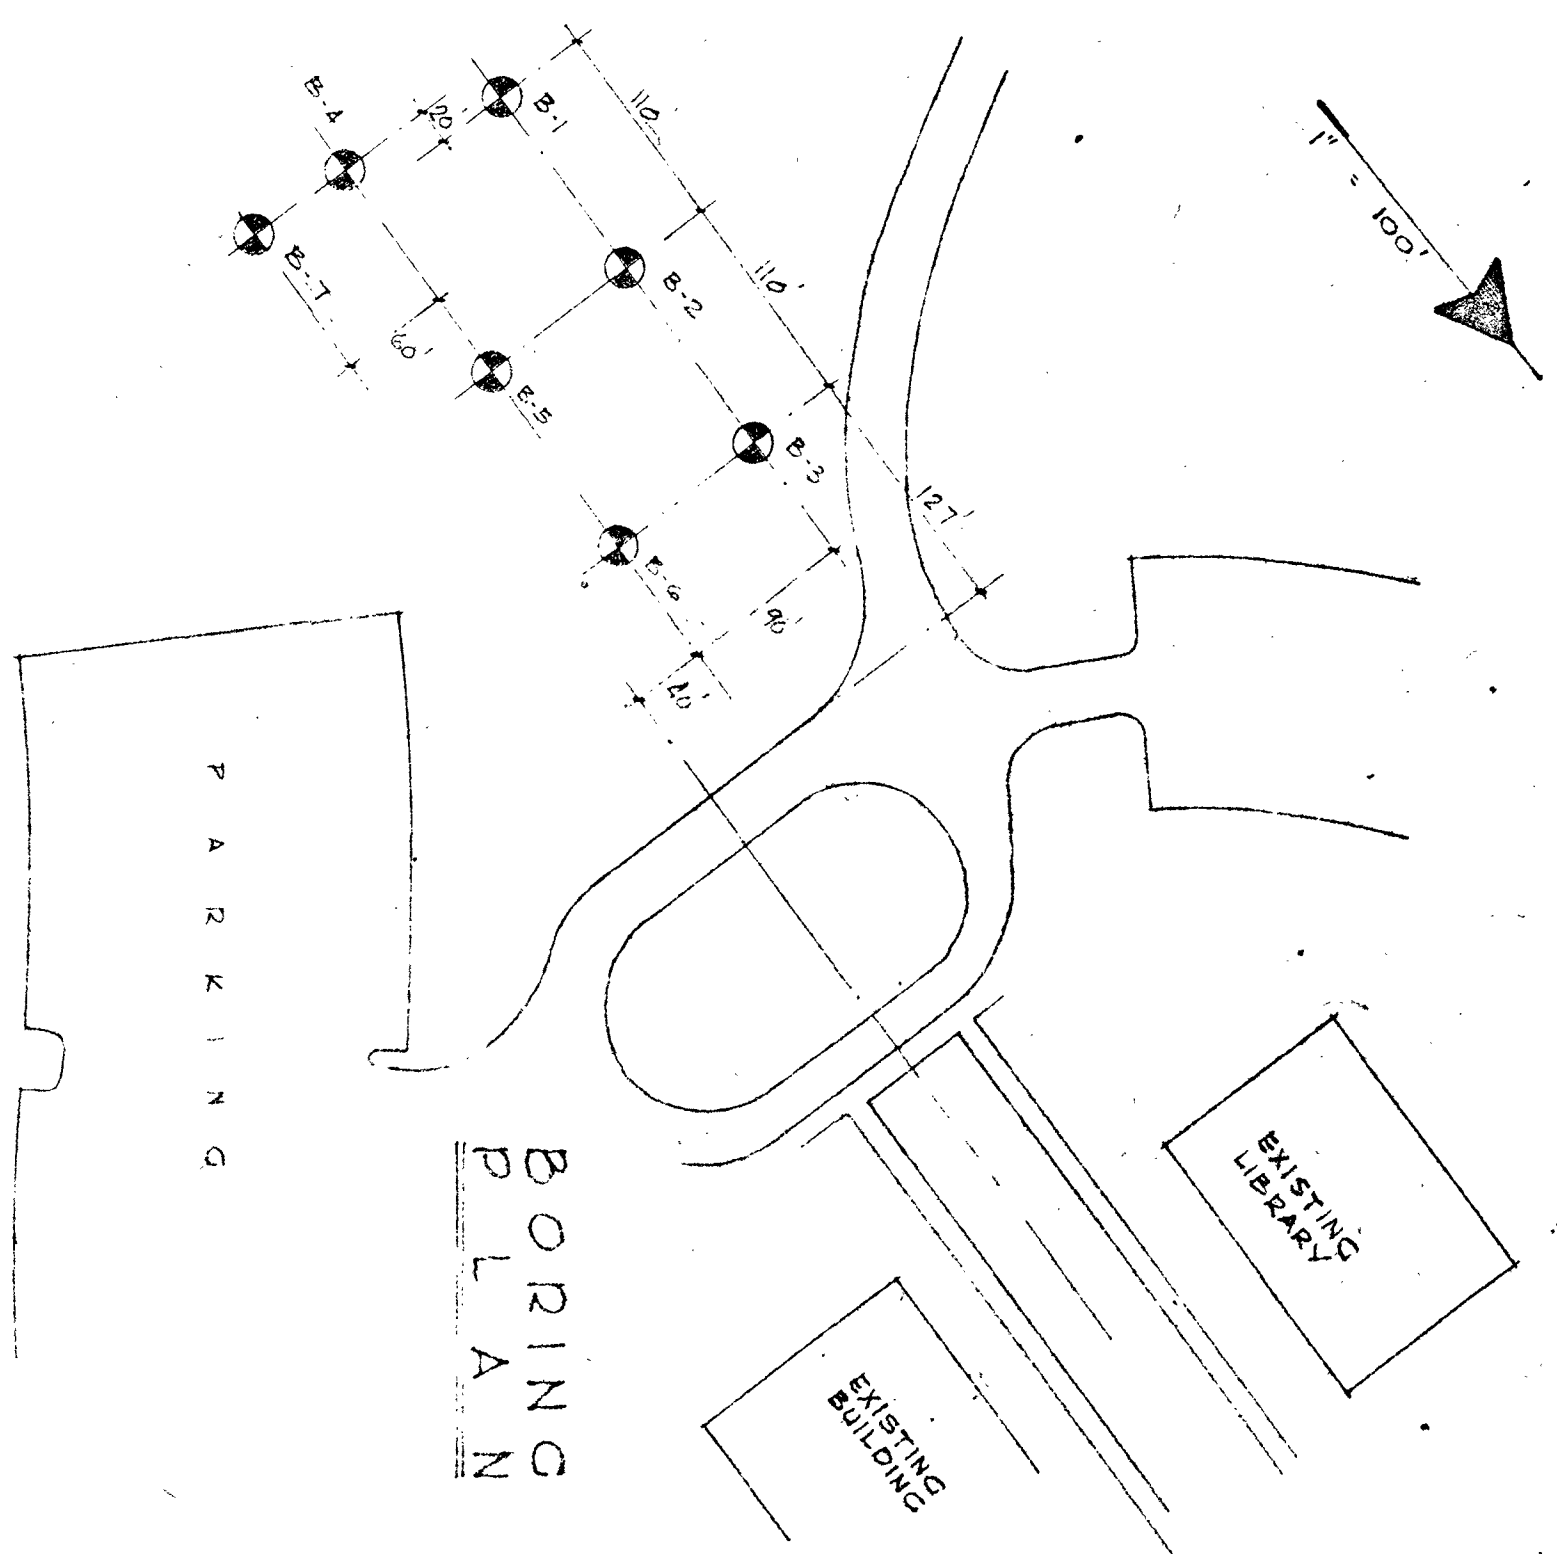 BORING
PLAN
1" = 100'
B-1
B-2
B-3
B-4
B-5
B-6
B-7
110'
110'
127'
20'
60'
90'
40'
PARKING
EXISTING
LIBRARY
EXISTING
BUILDING